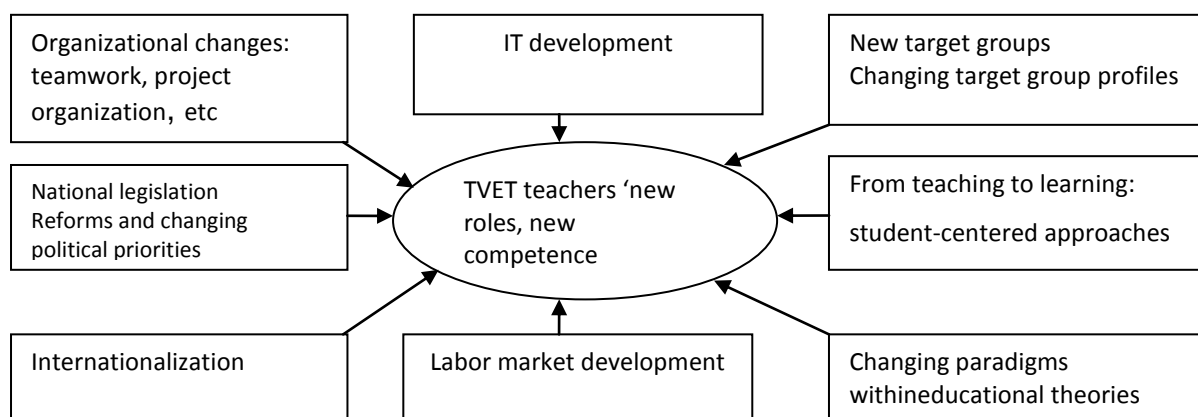 Organizational changes:
teamwork, project
organization, etc
IT development
New target groups
Changing target group profiles
National legislation
Reforms and changing
political priorities
TVET teachers ‘new
roles, new
competence
From teaching to learning:
student-centered approaches
Internationalization
Labor market development
Changing paradigms
withineducational theories